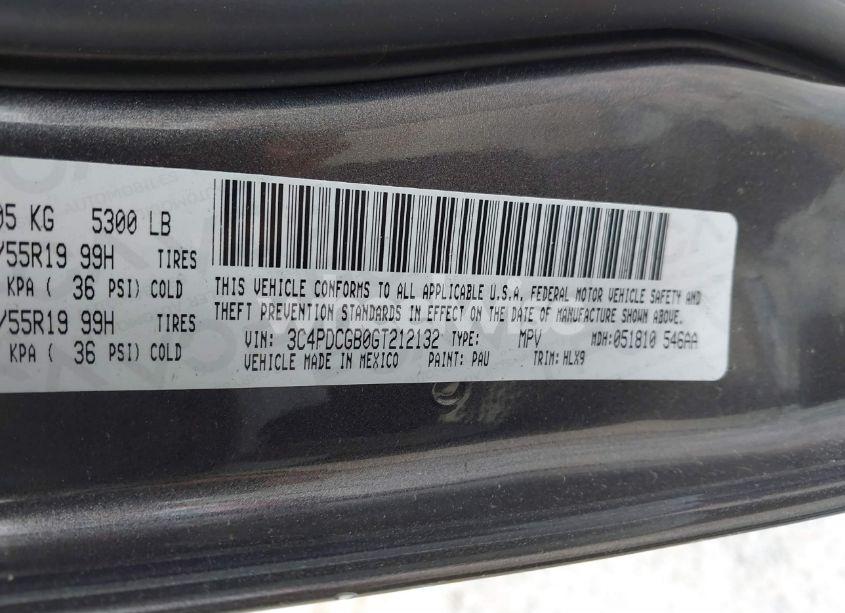 05 KG 5300 LB
/55R19 99H TIRES
KPA ( 36 PSI) COLD
/55R19 99H TIRES
KPA ( 36 PSI) COLD
THIS VEHICLE CONFORMS TO ALL APPLICABLE U.S.A. FEDERAL MOTOR VEHICLE SAFETY AND
THEFT PREVENTION STANDARDS IN EFFECT ON THE DATE OF MANUFACTURE SHOWN ABOVE.
VIN: 3C4PDCGB0GT212132 TYPE: MPV MDH:051810 546AA
VEHICLE MADE IN MEXICO PAINT: PAU TRIM: HLX9